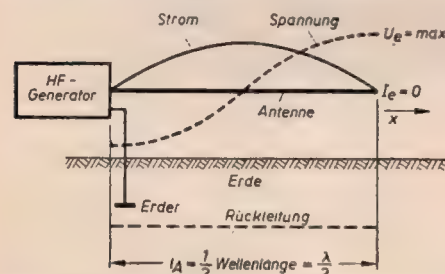 Strom
Spannung
U_e = max
HF-
Generator
I_e = 0
Antenne
x
Erde
Erder
Rückleitung
l_A = 1/2 Wellenlänge = λ/2